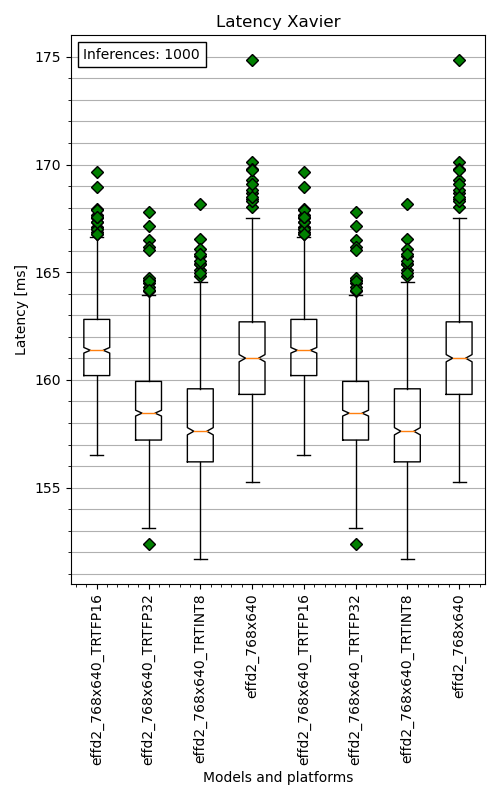 Latency Xavier
Inferences: 1000
175
170
165
160
155
Latency [ms]
effd2_768x640_TRTFP16
effd2_768x640_TRTFP32
effd2_768x640_TRTINT8
effd2_768x640
effd2_768x640_TRTFP16
effd2_768x640_TRTFP32
effd2_768x640_TRTINT8
effd2_768x640
Models and platforms